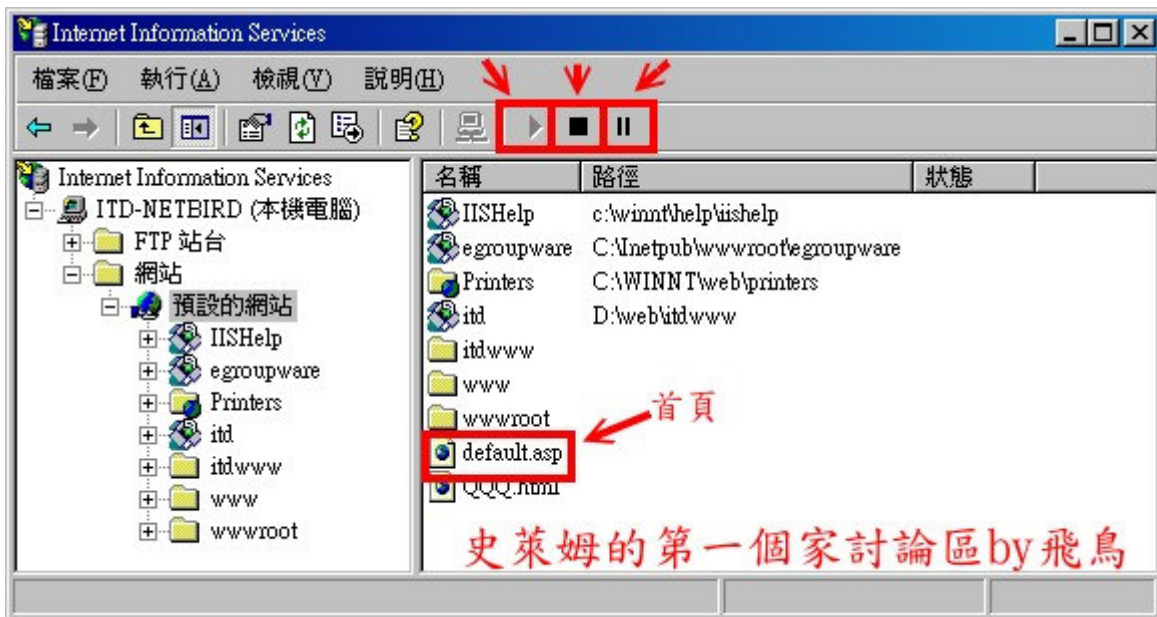 Internet Information Services
檔案(F) 執行(A) 檢視(V) 說明(H)
Internet Information Services
ITD-NETBIRD (本機電腦)
FTP 站台
網站
預設的網站
IISHelp
egroupware
Printers
itd
itdwww
www
wwwroot
名稱 路徑 狀態
IISHelp c:\winnt\help\iishelp
egroupware C:\Inetpub\wwwroot\egroupware
Printers C:\WINNT\web\printers
itd D:\web\itdwww
itdwww
www
wwwroot
首頁
default.asp
QQQ.html
史萊姆的第一個家討論區by飛鳥